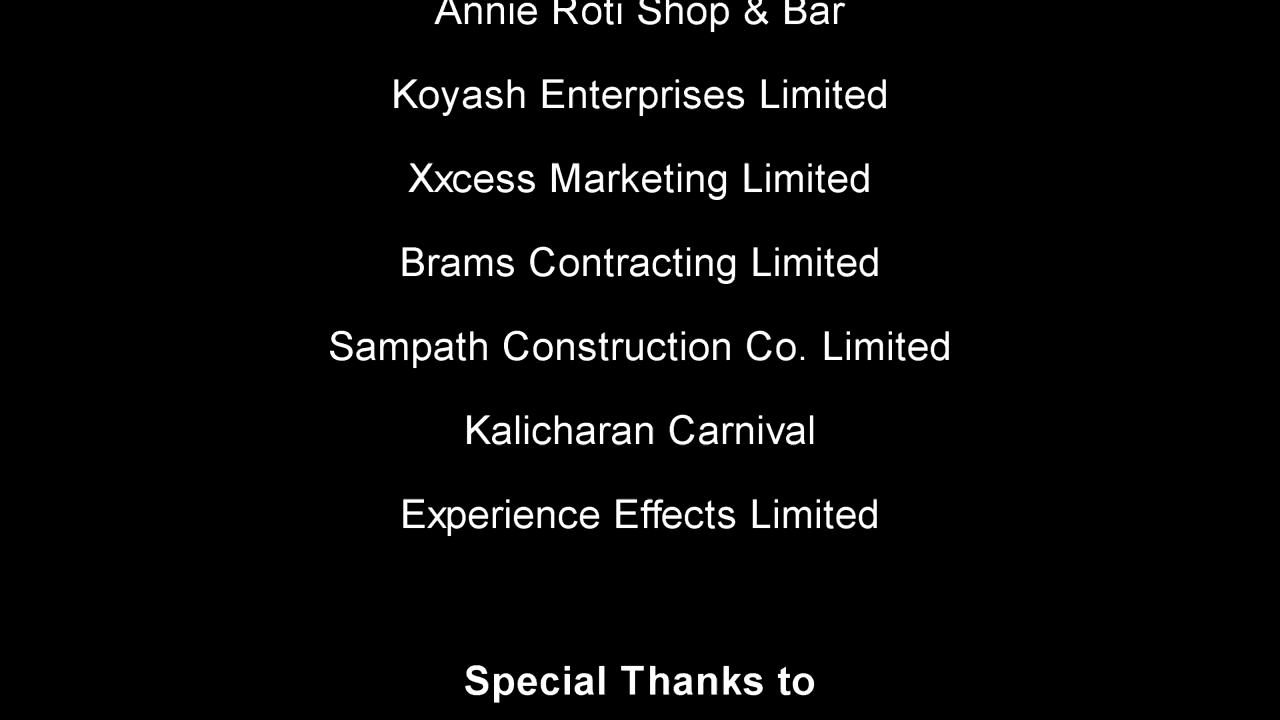 Annie Roti Shop & Bar
Koyash Enterprises Limited
Xxcess Marketing Limited
Brams Contracting Limited
Sampath Construction Co. Limited
Kalicharan Carnival
Experience Effects Limited
Special Thanks to